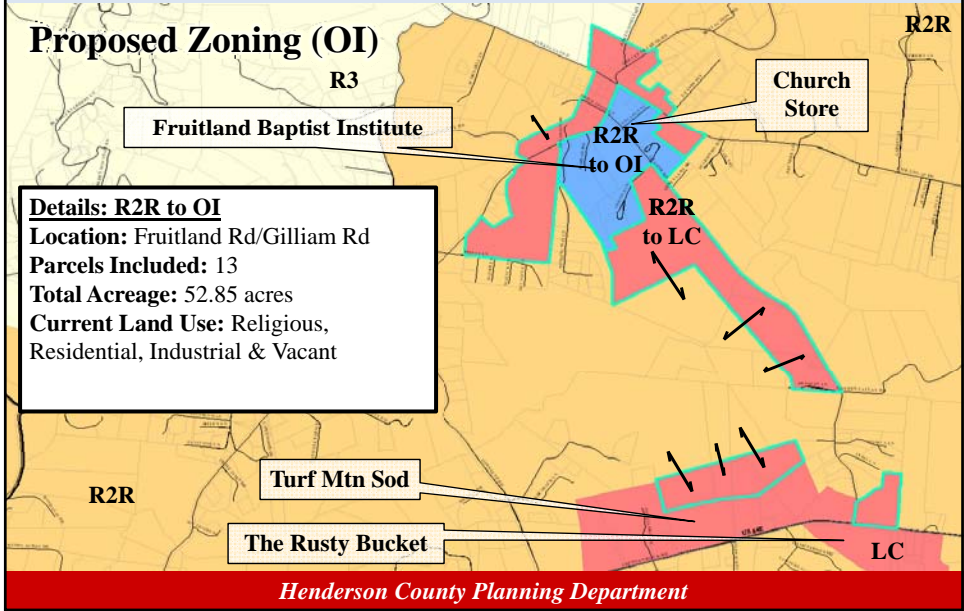 Proposed Zoning (OI)
R3
R2R
Church
Store
Fruitland Baptist Institute
R2R
to OI
R2R
to LC
Details: R2R to OI
Location: Fruitland Rd/Gilliam Rd
Parcels Included: 13
Total Acreage: 52.85 acres
Current Land Use: Religious,
Residential, Industrial & Vacant
R2R
Turf Mtn Sod
The Rusty Bucket
LC
Henderson County Planning Department